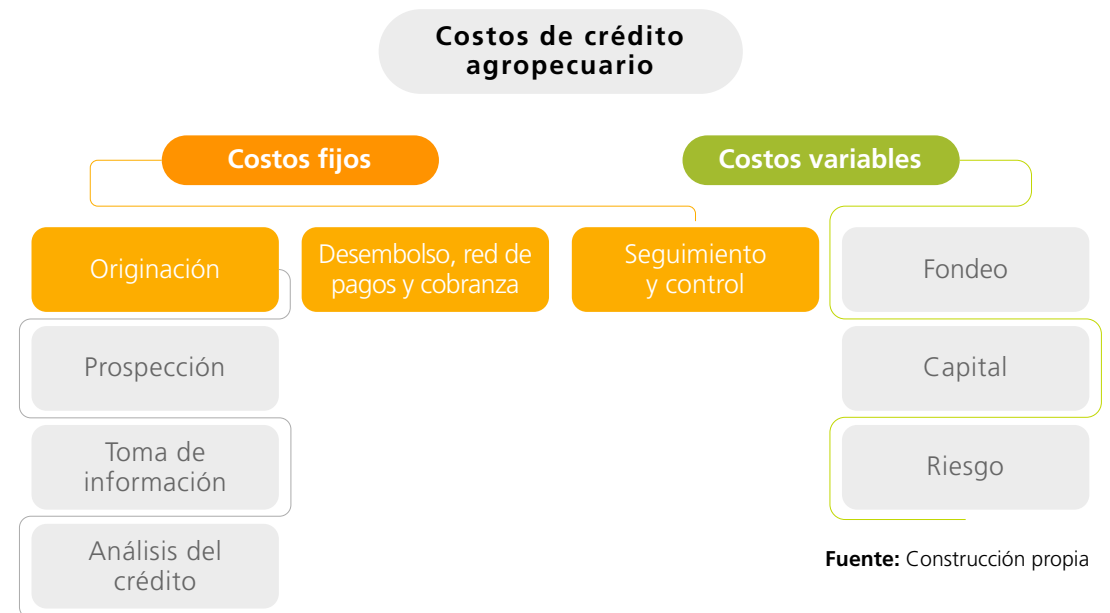 Costos de crédito
agropecuario
Costos fijos
Costos variables
Originación
Desembolso, red de
pagos y cobranza
Seguimiento
y control
Fondeo
Prospección
Capital
Toma de
información
Riesgo
Análisis del
crédito
Fuente: Construcción propia